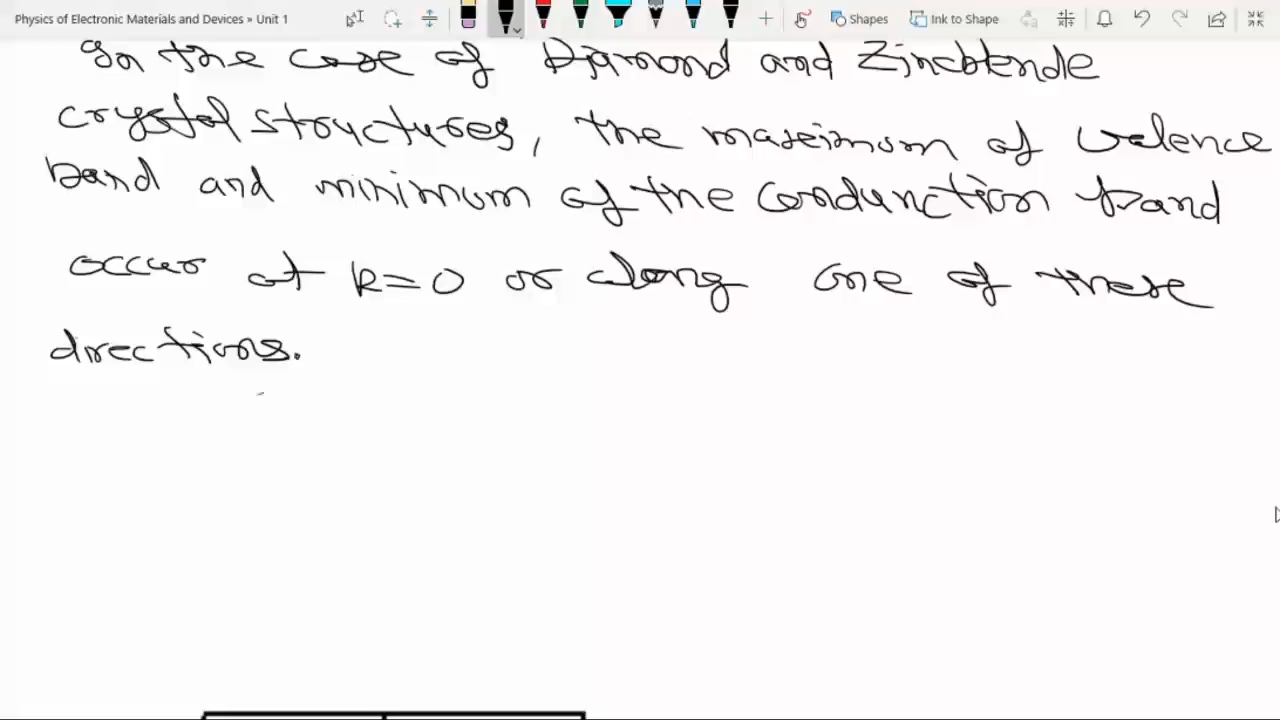 Physics of Electronic Materials and Devices » Unit 1
Shapes
Ink to Shape
In the case of Diamond and Zincblende
crystal structures, the maximum of valence
band and minimum of the condunction band
occur at k=0 or along one of these
directions.